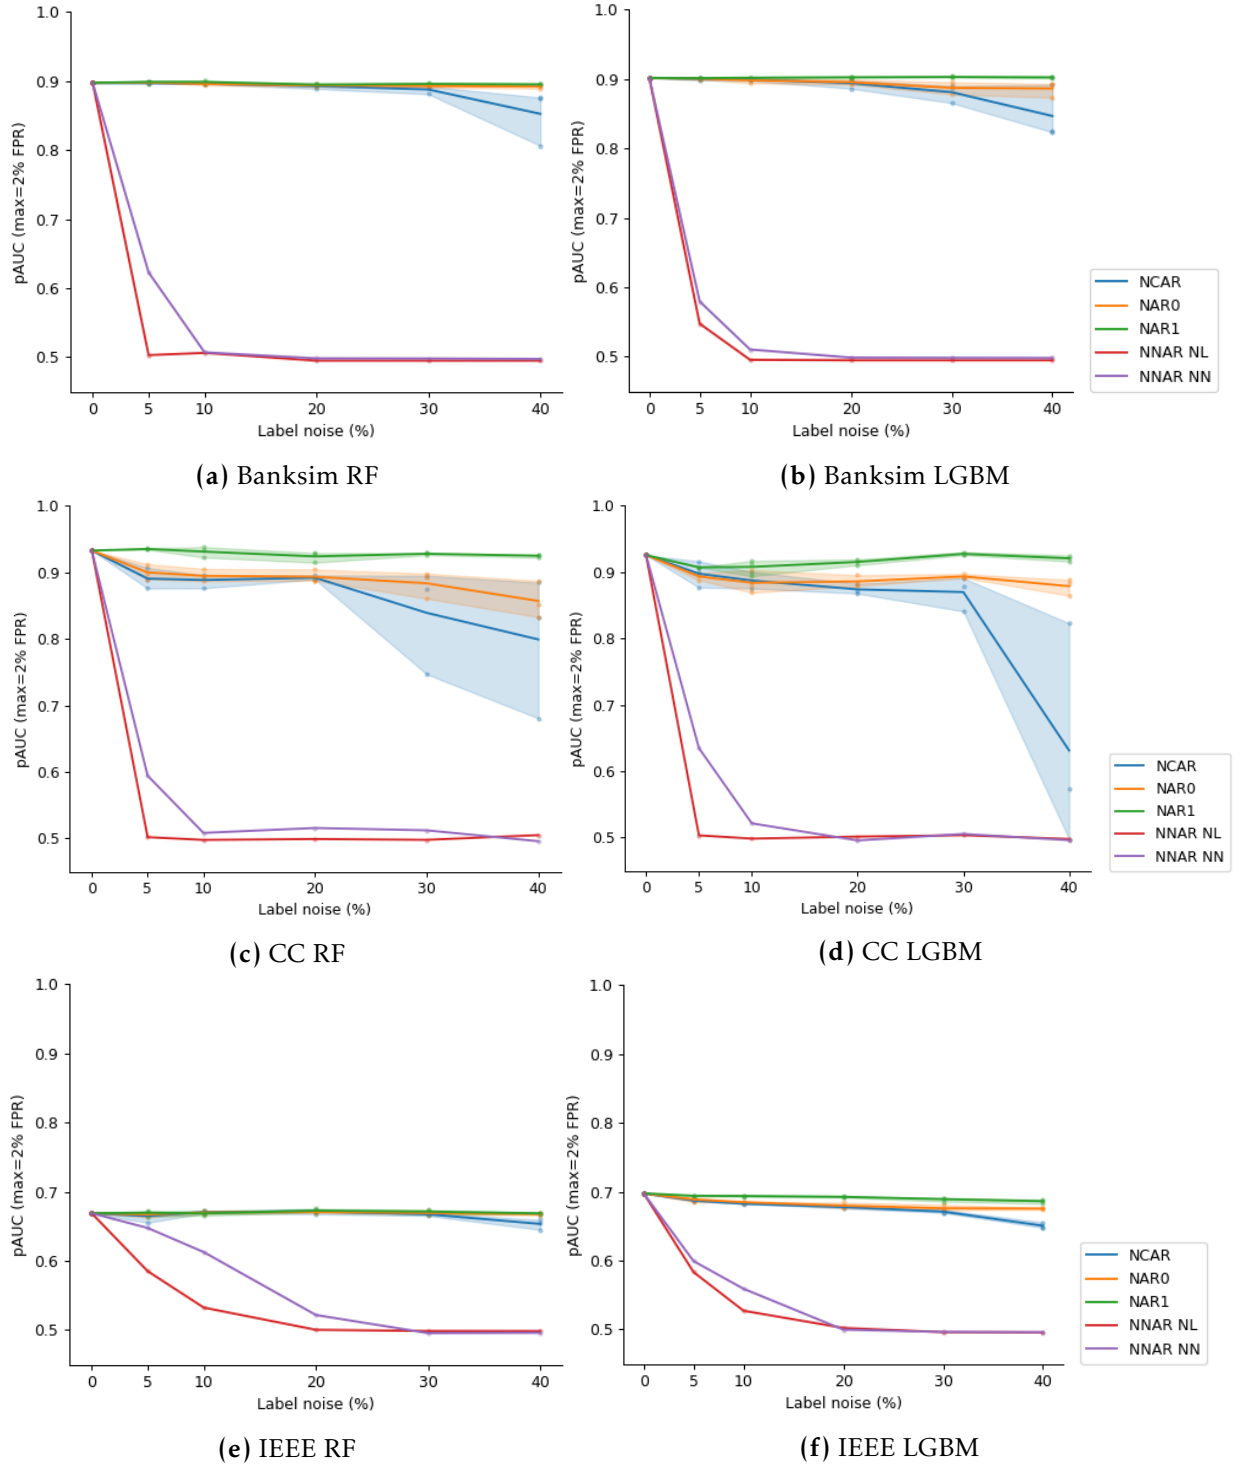 1.0
0.9
0.8
0.7
0.6
0.5
pAUC (max=2% FPR)
0 5 10 20 30 40
Label noise (%)
(a) Banksim RF
1.0
0.9
0.8
0.7
0.6
0.5
pAUC (max=2% FPR)
0 5 10 20 30 40
Label noise (%)
(b) Banksim LGBM
NCAR
NAR0
NAR1
NNAR NL
NNAR NN
1.0
0.9
0.8
0.7
0.6
0.5
pAUC (max=2% FPR)
0 5 10 20 30 40
Label noise (%)
(c) CC RF
1.0
0.9
0.8
0.7
0.6
0.5
pAUC (max=2% FPR)
0 5 10 20 30 40
Label noise (%)
(d) CC LGBM
NCAR
NAR0
NAR1
NNAR NL
NNAR NN
1.0
0.9
0.8
0.7
0.6
0.5
pAUC (max=2% FPR)
0 5 10 20 30 40
Label noise (%)
(e) IEEE RF
1.0
0.9
0.8
0.7
0.6
0.5
pAUC (max=2% FPR)
0 5 10 20 30 40
Label noise (%)
(f) IEEE LGBM
NCAR
NAR0
NAR1
NNAR NL
NNAR NN